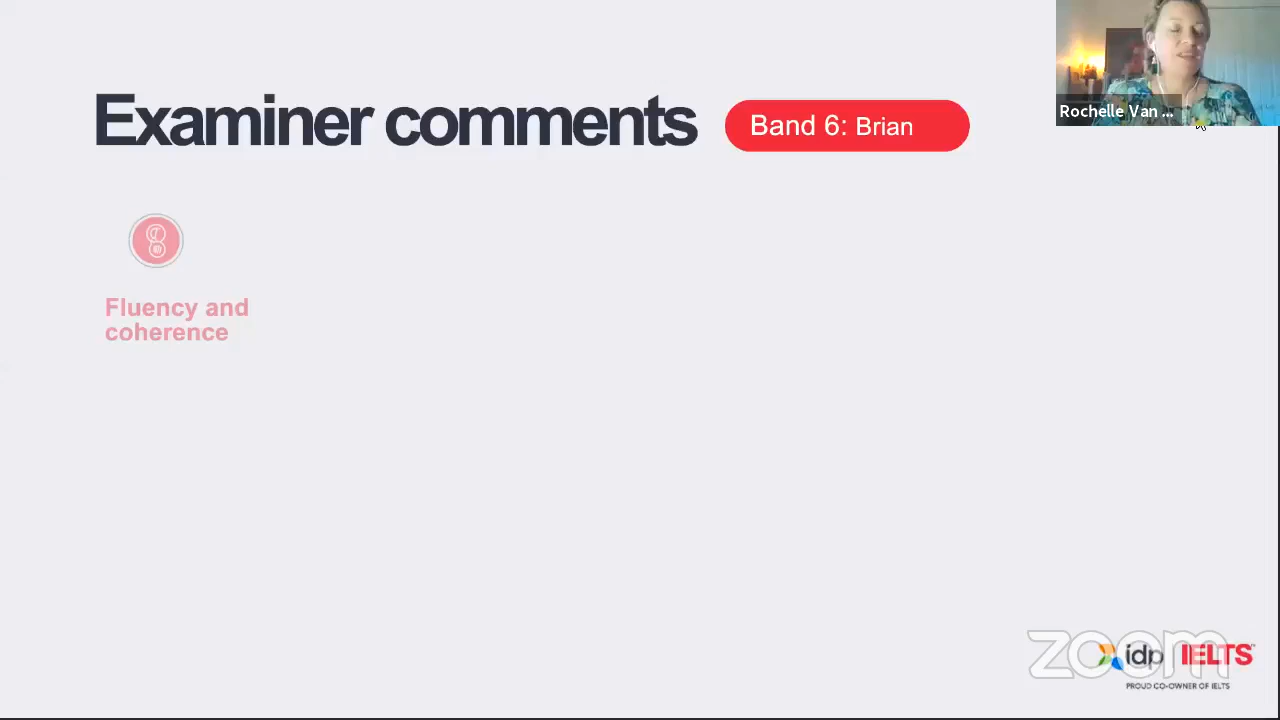 Examiner comments
Band 6: Brian
Rochelle Van ...
Fluency and
coherence
zoom
idp IELTS
PROUD CO-OWNER OF IELTS